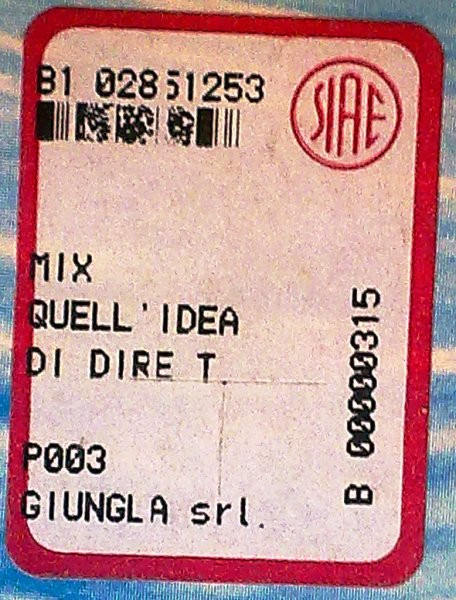 B1 02851253
SIAE
MIX
QUELL'IDEA
DI DIRE T.
P003
GIUNGLA srl.
B 00000315